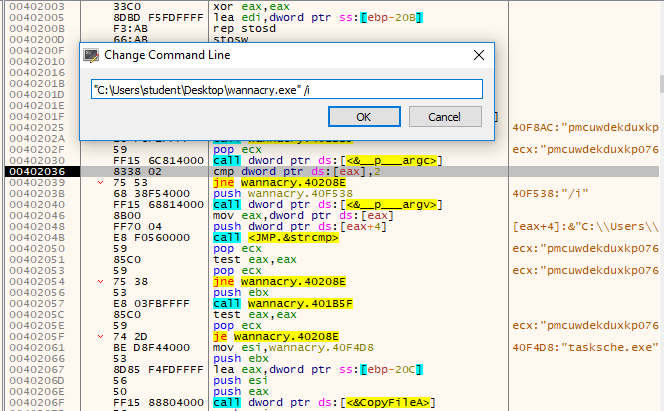 00402003 33C0 xor eax,eax
8DBD F5FDFFFF lea edi,dword ptr ss:[ebp-20B]
F3:AB rep stosd
66:AB stosw
Change Command Line
"C:\Users\student\Desktop\wannacry.exe" /i
OK Cancel
00402025 40F8AC:"pmcuwdekduxkp
0040202A
0040202F 59 pop ecx ecx:"pmcuwdekduxkp076
00402030 FF15 6C814000 call dword ptr ds:[<&__p___argc>]
00402036 8338 02 cmp dword ptr ds:[eax],2
00402039 75 53 jne wannacry.40208E
0040203B 68 38F54000 push wannacry.40F538 40F538:"/i"
00402040 FF15 68814000 call dword ptr ds:[<&__p___argv>]
00402046 8B00 mov eax,dword ptr ds:[eax]
00402048 FF70 04 push dword ptr ds:[eax+4] [eax+4]:&"C:\\Users\\
0040204B E8 F0560000 call <JMP.&strcmp>
00402050 59 pop ecx ecx:"pmcuwdekduxkp076
00402051 85C0 test eax,eax
00402053 59 pop ecx ecx:"pmcuwdekduxkp076
00402054 75 38 jne wannacry.40208E
00402056 53 push ebx
00402057 E8 03FBFFFF call wannacry.401B5F
0040205C 85C0 test eax,eax
0040205E 59 pop ecx ecx:"pmcuwdekduxkp076
0040205F 74 2D je wannacry.40208E
00402061 BE D8F44000 mov esi,wannacry.40F4D8 40F4D8:"tasksche.exe"
00402066 53 push ebx
00402067 8D85 F4FDFFFF lea eax,dword ptr ss:[ebp-20C]
0040206D 56 push esi
0040206E 50 push eax
0040206F FF15 88804000 call dword ptr ds:[<&CopyFileA>]